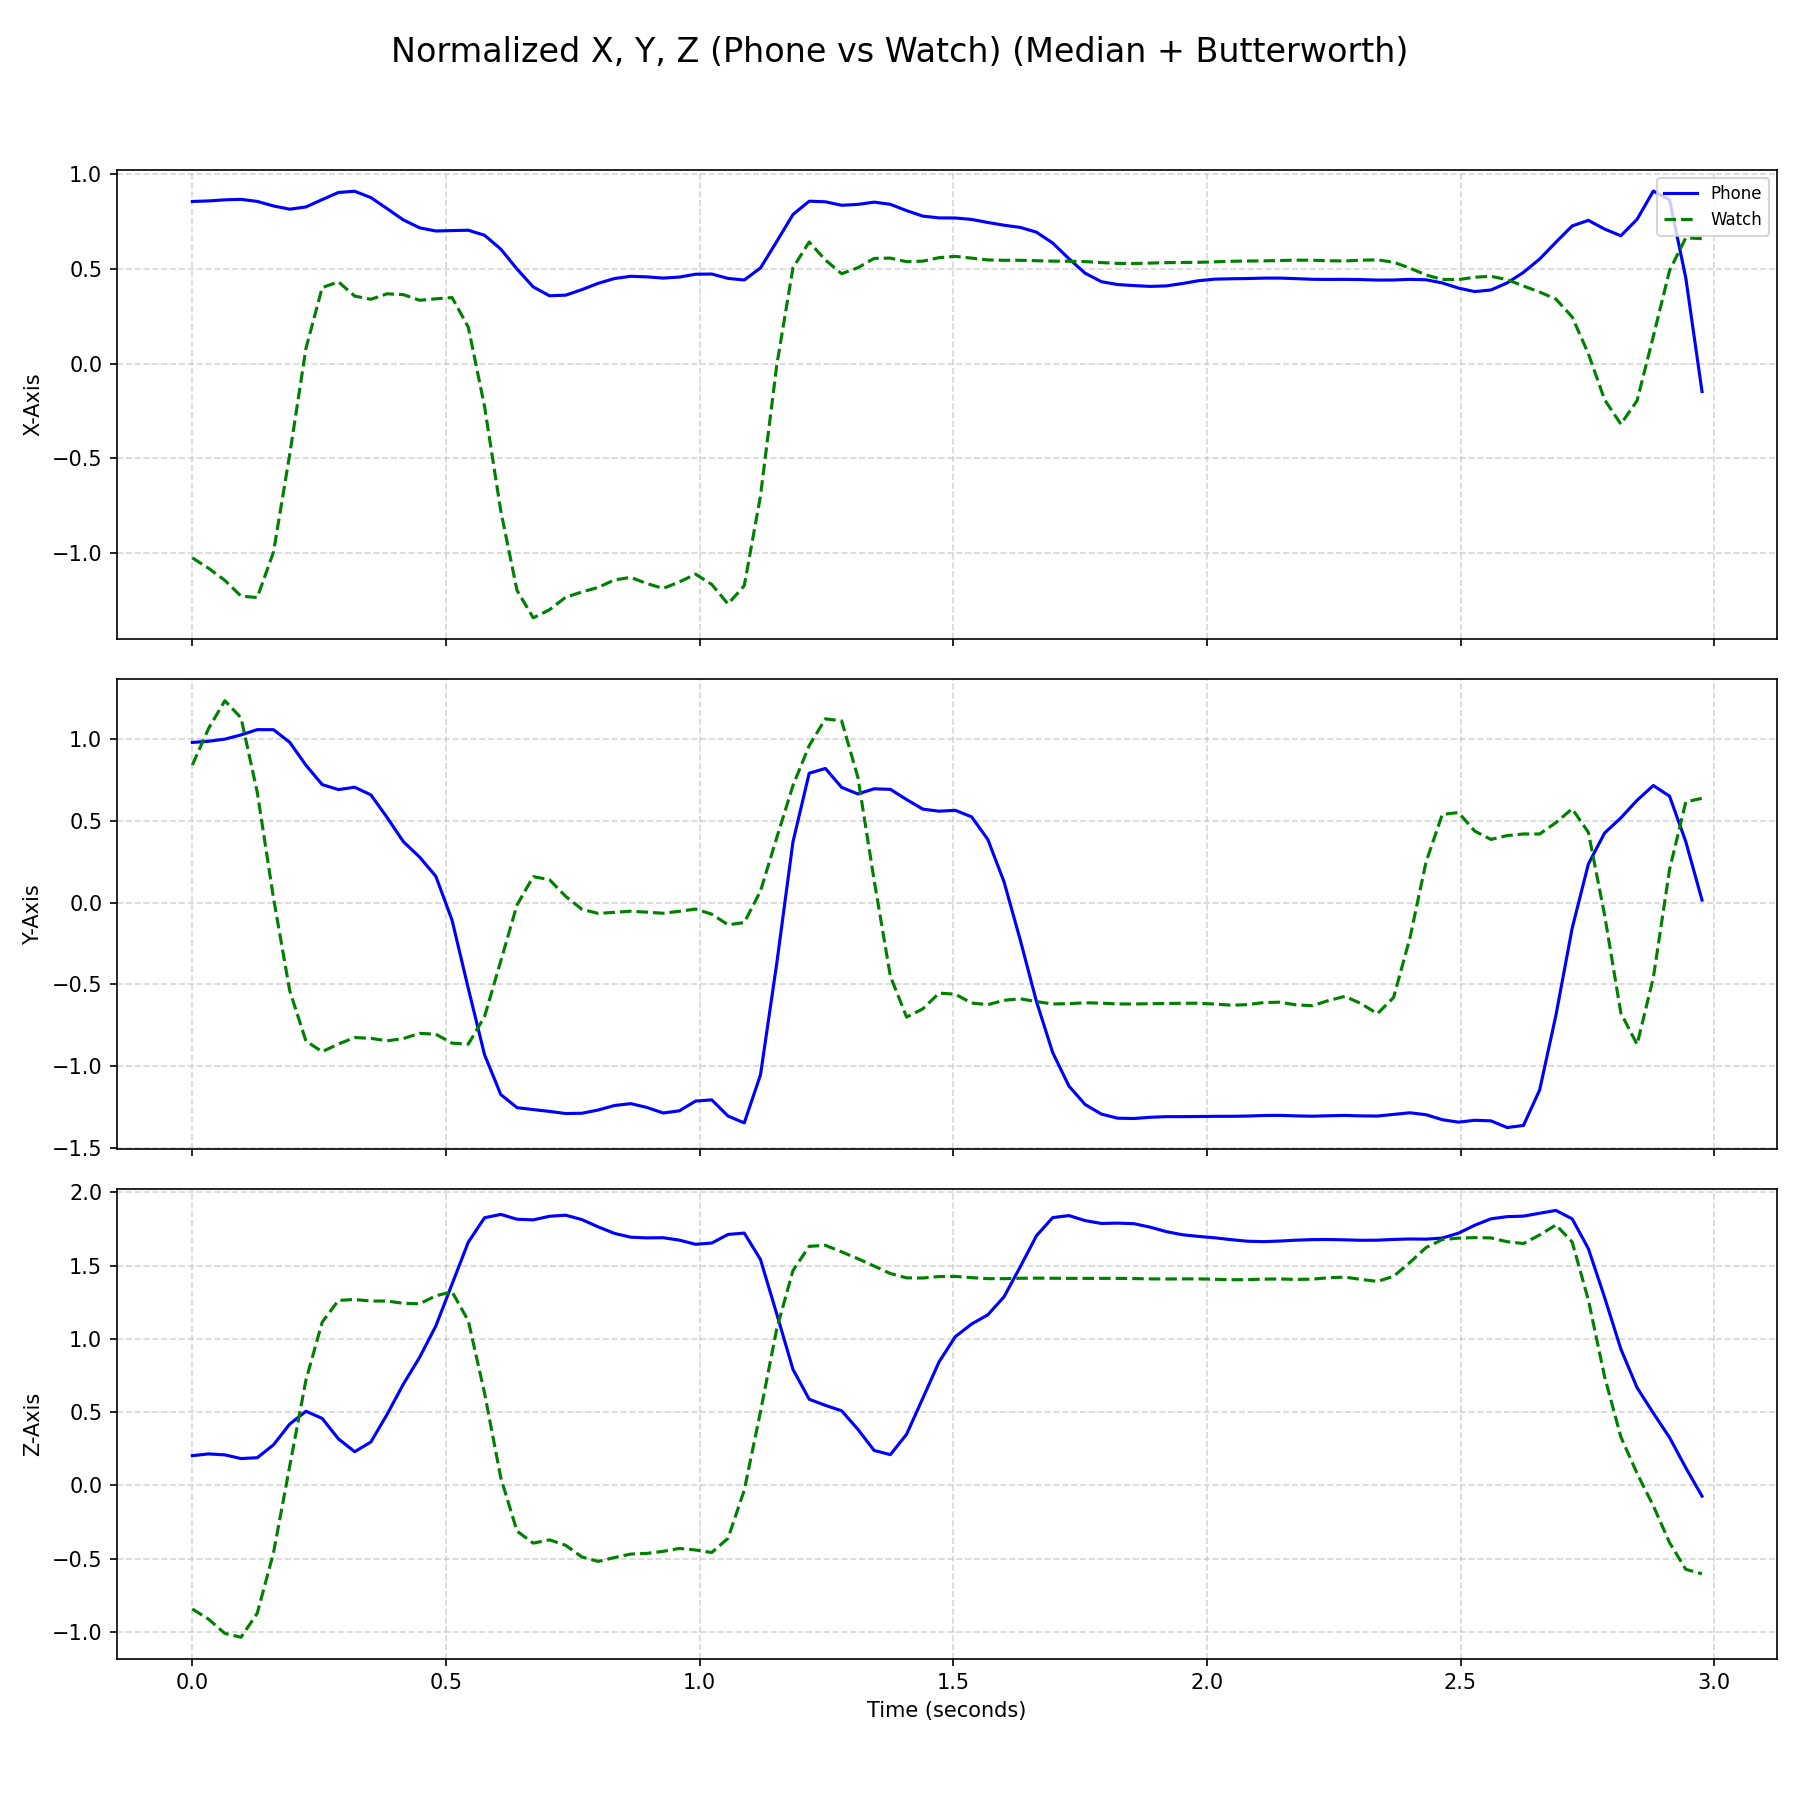 Normalized X, Y, Z (Phone vs Watch) (Median + Butterworth)
1.0
0.5
0.0
−0.5
−1.0
X-Axis
Phone
Watch
1.0
0.5
0.0
−0.5
−1.0
−1.5
Y-Axis
2.0
1.5
1.0
0.5
0.0
−0.5
−1.0
Z-Axis
0.0 0.5 1.0 1.5 2.0 2.5 3.0
Time (seconds)